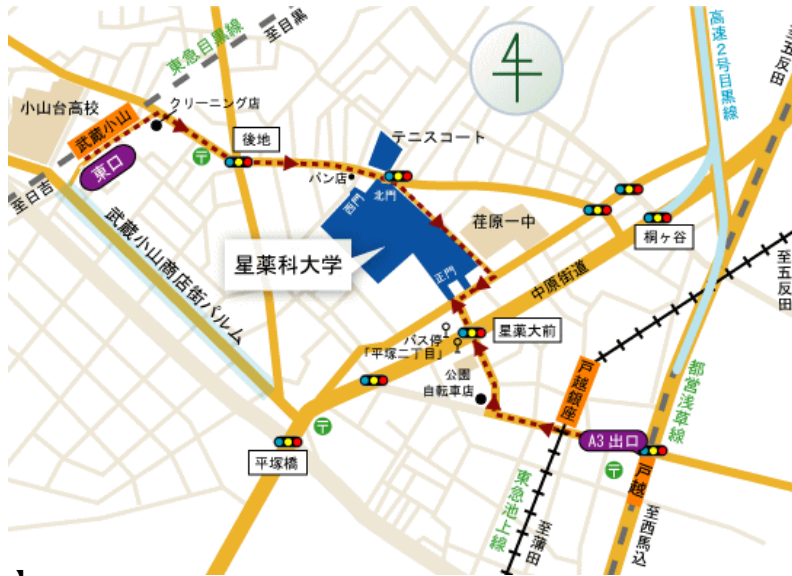 東急目黒線
至目黒
高速2号目黒線
至五反田
小山台高校
クリーニング店
武蔵小山
後地
テニスコート
東口
パン店
西門
北門
荏原一中
至日吉
桐ヶ谷
武蔵小山商店街パルム
星薬科大学
正門
中原街道
至五反田
バス停
「平塚二丁目」
星薬大前
公園
自転車店
戸越銀座
都営浅草線
A3 出口
平塚橋
戸越
東急池上線
至蒲田
至西馬込